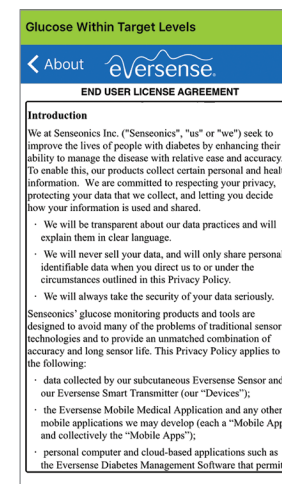 Glucose Within Target Levels
About eversense.
END USER LICENSE AGREEMENT
Introduction
We at Senseonics Inc. ("Senseonics", "us" or "we") seek to
improve the lives of people with diabetes by enhancing their
ability to manage the disease with relative ease and accuracy.
To enable this, our products collect certain personal and healt
information. We are committed to respecting your privacy,
protecting your data that we collect, and letting you decide
how your information is used and shared.
· We will be transparent about our data practices and will
explain them in clear language.
· We will never sell your data, and will only share persona
identifiable data when you direct us to or under the
circumstances outlined in this Privacy Policy.
· We will always take the security of your data seriously.
Senseonics’ glucose monitoring products and tools are
designed to avoid many of the problems of traditional sensor
technologies and to provide an unmatched combination of
accuracy and long sensor life. This Privacy Policy applies to
the following:
· data collected by our subcutaneous Eversense Sensor and
our Eversense Smart Transmitter (our “Devices”);
· the Eversense Mobile Medical Application and any other
mobile applications we may develop (each a “Mobile App
and collectively the “Mobile Apps”);
· personal computer and cloud-based applications such as
the Eversense Diabetes Management Software that permit